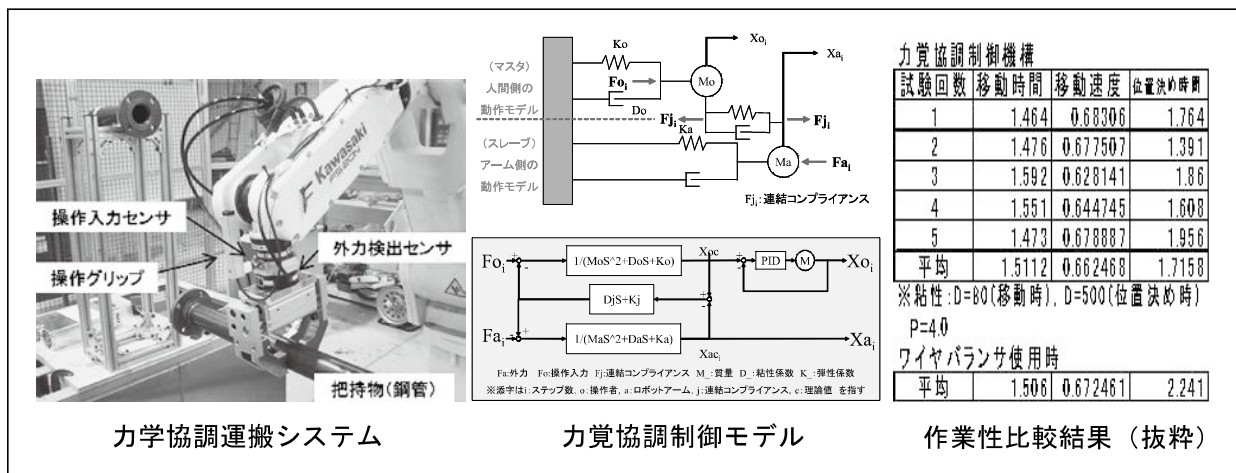 Kawasaki
操作入力センサ
外力検出センサ
操作グリップ
把持物(鋼管)
力学協調運搬システム
Ko
Xo i
Xa i
(マスタ)
人間側の
動作モデル
Fo i
Mo
Do
Fj i
Fj i
Ka
(スレーブ)
アーム側の
動作モデル
Ma
Fa i
Fj i:連結コンプライアンス
Fo i
1/(MoS^2+DoS+Ko)
Xoc
PID
M
Xo i
DjS+Kj
Fa i
1/(MaS^2+DaS+Ka)
Xac i
Xa i
Fa:外力 Fo:操作入力 Fj:連結コンプライアンス M_:質量 D_:粘性係数 K_:弾性係数
※添字はi:ステップ数, o:操作者, a:ロボットアーム, j:連結コンプライアンス, c:理論値 を指す
力覚協調制御モデル
力覚協調制御機構
試験回数 移動時間 移動速度 位置決め時間
1 1.464 0.68306 1.764
2 1.476 0.677507 1.391
3 1.592 0.628141 1.86
4 1.551 0.644745 1.608
5 1.473 0.678887 1.956
平均 1.5112 0.662468 1.7158
※粘性:D=80(移動時), D=500(位置決め時)
P=4.0
ワイヤバランサ使用時
平均 1.506 0.672461 2.241
作業性比較結果(抜粋)